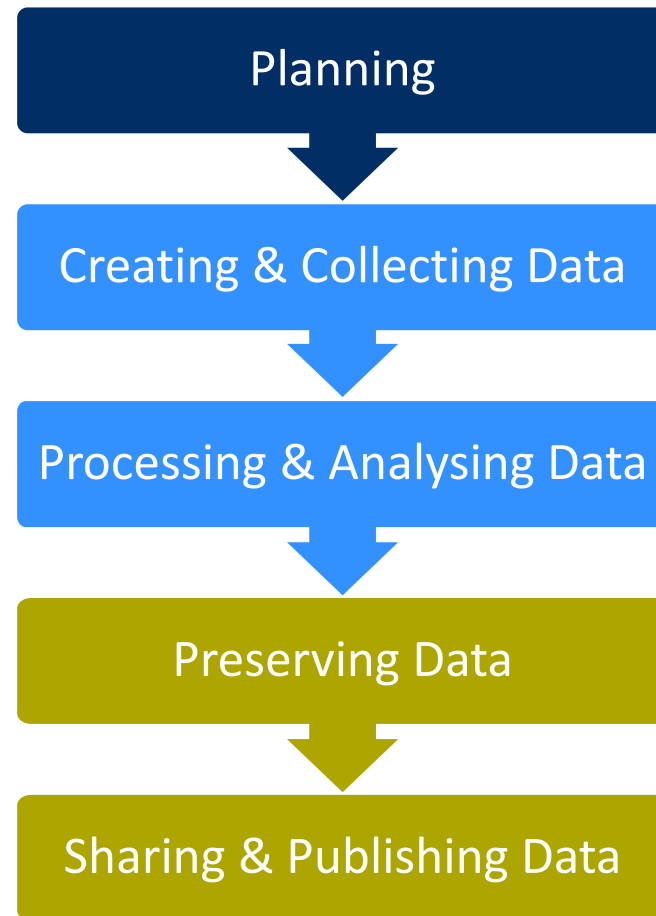 Planning
Creating & Collecting Data
Processing & Analysing Data
Preserving Data
Sharing & Publishing Data